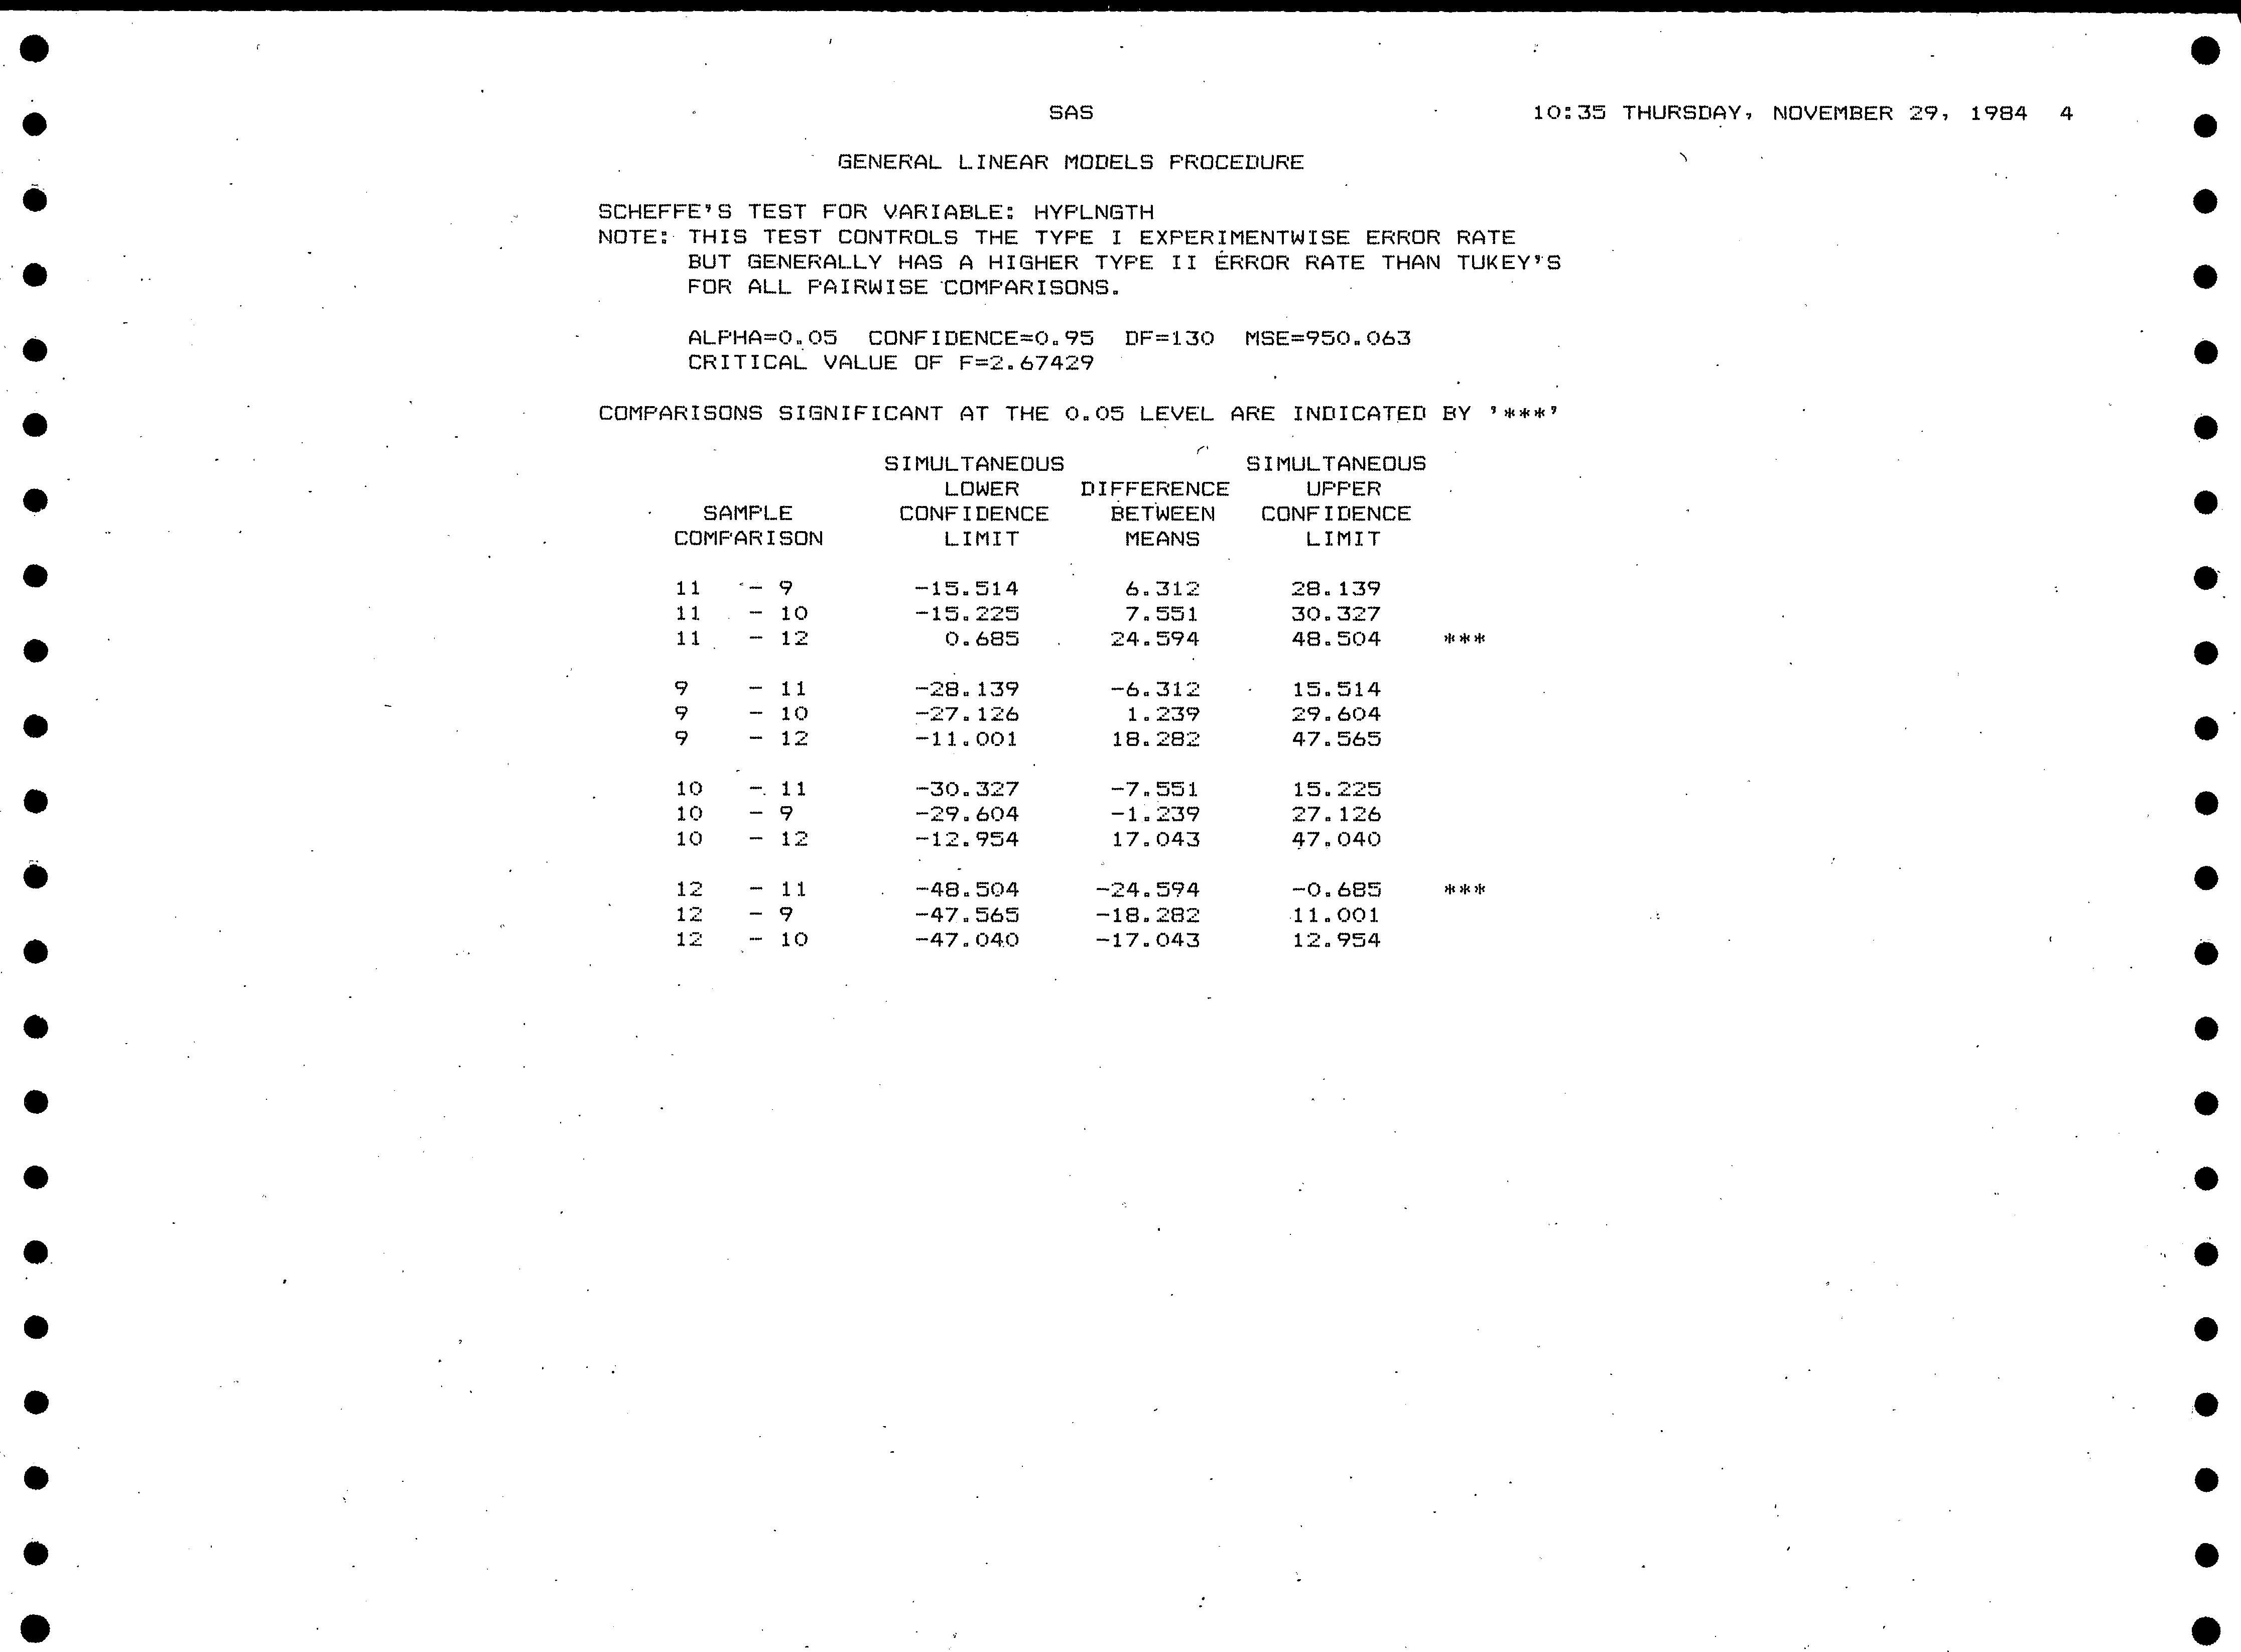 SAS 10:35 THURSDAY, NOVEMBER 29, 1984 4
GENERAL LINEAR MODELS PROCEDURE
SCHEFFE'S TEST FOR VARIABLE: HYPLNGTH
NOTE: THIS TEST CONTROLS THE TYPE I EXPERIMENTWISE ERROR RATE
BUT GENERALLY HAS A HIGHER TYPE II ERROR RATE THAN TUKEY'S
FOR ALL PAIRWISE COMPARISONS.
ALPHA=0.05 CONFIDENCE=0.95 DF=130 MSE=950.063
CRITICAL VALUE OF F=2.67429
COMPARISONS SIGNIFICANT AT THE 0.05 LEVEL ARE INDICATED BY '***'
SIMULTANEOUS SIMULTANEOUS
LOWER DIFFERENCE UPPER
SAMPLE CONFIDENCE BETWEEN CONFIDENCE
COMPARISON LIMIT MEANS LIMIT
11 - 9 -15.514 6.312 28.139
11 - 10 -15.225 7.551 30.327
11 - 12 0.685 24.594 48.504 ***
9 - 11 -28.139 -6.312 15.514
9 - 10 -27.126 1.239 29.604
9 - 12 -11.001 18.282 47.565
10 - 11 -30.327 -7.551 15.225
10 - 9 -29.604 -1.239 27.126
10 - 12 -12.954 17.043 47.040
12 - 11 -48.504 -24.594 -0.685 ***
12 - 9 -47.565 -18.282 11.001
12 - 10 -47.040 -17.043 12.954